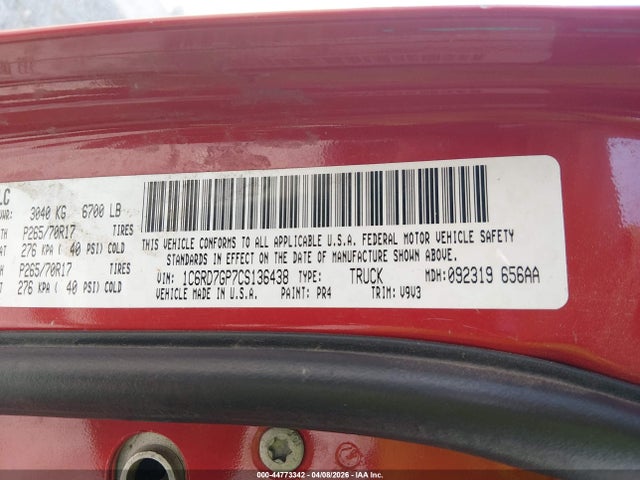 LC
3040 KG 6700 LB
P265/70R17 TIRES
276 KPA ( 40 PSI) COLD
P265/70R17 TIRES
276 KPA ( 40 PSI) COLD
THIS VEHICLE CONFORMS TO ALL APPLICABLE U.S.A. FEDERAL MOTOR VEHICLE SAFETY
STANDARDS IN EFFECT ON THE DATE OF MANUFACTURE SHOWN ABOVE.
VIN: 1C6RD7GP7CS136438 TYPE: TRUCK MDH: 092319 656AA
VEHICLE MADE IN U.S.A. PAINT: PR4 TRIM: V9V3
000-44773342 - 04/08/2026 - 000-00000